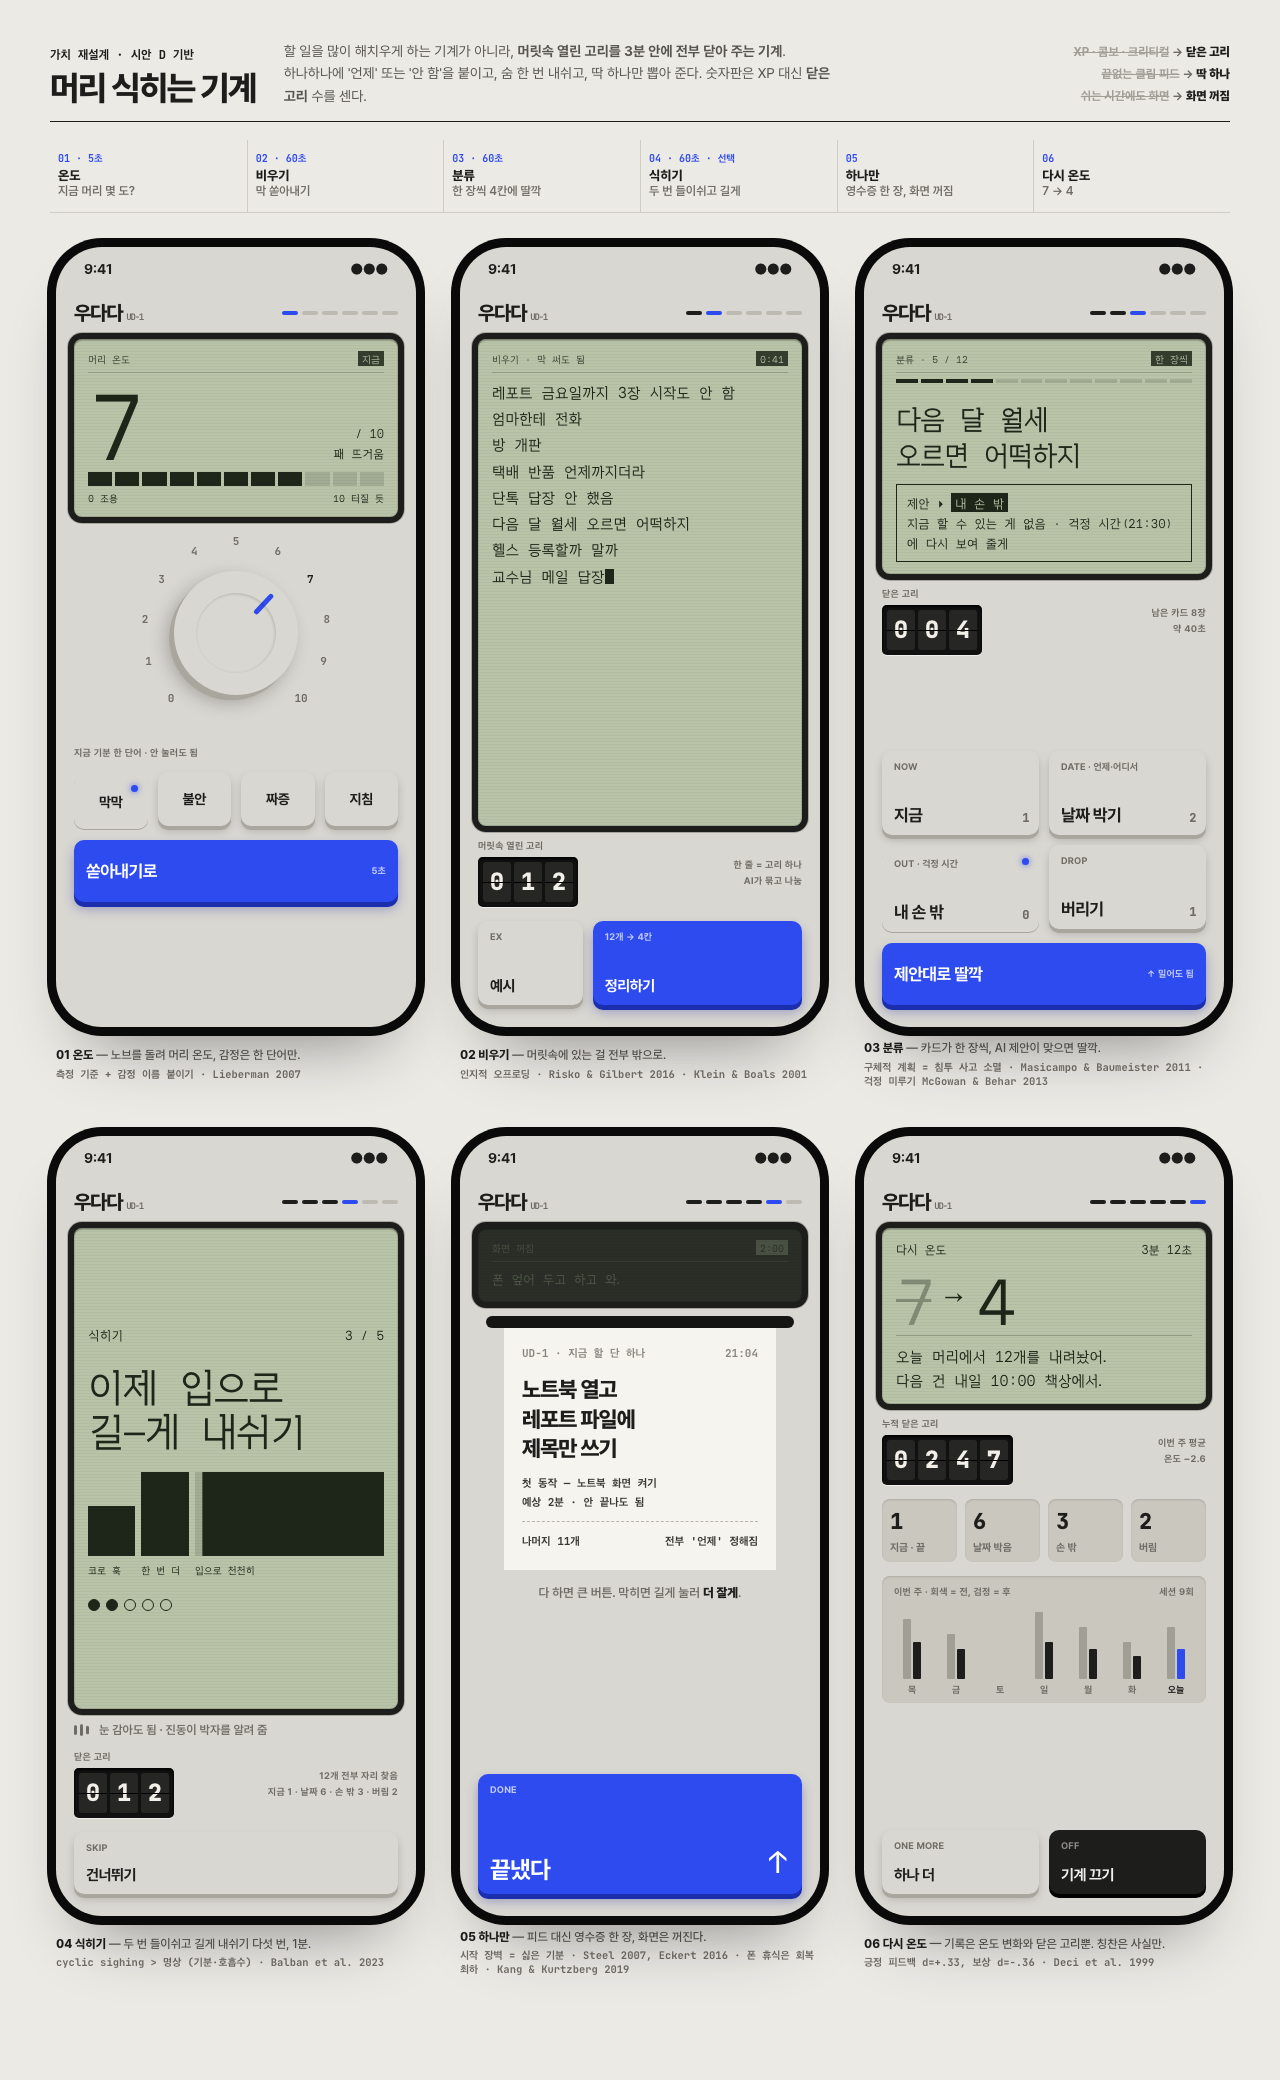 가치 재설계 · 시안 D 기반
머리 식히는 기계
할 일을 많이 해치우게 하는 기계가 아니라, 머릿속 열린 고리를 3분 안에 전부 닫아 주는 기계.
하나하나에 '언제' 또는 '안 함'을 붙이고, 숨 한 번 내쉬고, 딱 하나만 뽑아 준다. 숫자판은 XP 대신 닫은
고리 수를 센다.
XP · 콤보 · 크리티컬 → 닫은 고리
끝없는 클립 피드 → 딱 하나
쉬는 시간에도 화면 → 화면 꺼짐
01 · 5초
온도
지금 머리 몇 도?
02 · 60초
비우기
막 쏟아내기
03 · 60초
분류
한 장씩 4칸에 딸깍
04 · 60초 · 선택
식히기
두 번 들이쉬고 길게
05
하나만
영수증 한 장, 화면 꺼짐
06
다시 온도
7 → 4
9:41
우다다 UD-1
머리 온도
지금
7
/ 10
꽤 뜨거움
0 조용
10 터질 듯
5
4
6
3
7
2
8
1
9
0
10
지금 기분 한 단어 · 안 눌러도 됨
막막
불안
짜증
지침
쏟아내기로
5초
01 온도 — 노브를 돌려 머리 온도, 감정은 한 단어만.
측정 기준 + 감정 이름 붙이기 · Lieberman 2007
9:41
우다다 UD-1
비우기 · 막 써도 됨
0:41
레포트 금요일까지 3장 시작도 안 함
엄마한테 전화
방 개판
택배 반품 언제까지더라
단톡 답장 안 했음
다음 달 월세 오르면 어떡하지
헬스 등록할까 말까
교수님 메일 답장
머릿속 열린 고리
012
한 줄 = 고리 하나
AI가 묶고 나눔
EX
예시
12개 → 4칸
정리하기
02 비우기 — 머릿속에 있는 걸 전부 밖으로.
인지적 오프로딩 · Risko & Gilbert 2016 · Klein & Boals 2001
9:41
우다다 UD-1
분류 · 5 / 12
한 장씩
다음 달 월세
오르면 어떡하지
제안 ▸ 내 손 밖
지금 할 수 있는 게 없음 · 걱정 시간(21:30)
에 다시 보여 줄게
닫은 고리
004
남은 카드 8장
약 40초
NOW
지금
1
DATE · 언제·어디서
날짜 박기
2
OUT · 걱정 시간
내 손 밖
0
DROP
버리기
1
제안대로 딸깍
↑ 밀어도 됨
03 분류 — 카드가 한 장씩, AI 제안이 맞으면 딸깍.
구체적 계획 = 침투 사고 소멸 · Masicampo & Baumeister 2011 ·
걱정 미루기 McGowan & Behar 2013
9:41
우다다 UD-1
식히기
3 / 5
이제 입으로
길—게 내쉬기
코로 훅
한 번 더
입으로 천천히
눈 감아도 됨 · 진동이 박자를 알려 줌
닫은 고리
012
12개 전부 자리 찾음
지금 1 · 날짜 6 · 손 밖 3 · 버림 2
SKIP
건너뛰기
04 식히기 — 두 번 들이쉬고 길게 내쉬기 다섯 번, 1분.
cyclic sighing > 명상 (기분·호흡수) · Balban et al. 2023
9:41
우다다 UD-1
화면 꺼짐
2:00
폰 엎어 두고 하고 와.
UD-1 · 지금 할 단 하나
21:04
노트북 열고
레포트 파일에
제목만 쓰기
첫 동작 — 노트북 화면 켜기
예상 2분 · 안 끝나도 됨
나머지 11개
전부 '언제' 정해짐
다 하면 큰 버튼. 막히면 길게 눌러 더 잘게.
DONE
끝냈다
↑
05 하나만 — 피드 대신 영수증 한 장, 화면은 꺼진다.
시작 장벽 = 싫은 기분 · Steel 2007, Eckert 2016 · 폰 휴식은 회복
최하 · Kang & Kurtzberg 2019
9:41
우다다 UD-1
다시 온도
3분 12초
7 → 4
오늘 머리에서 12개를 내려놨어.
다음 건 내일 10:00 책상에서.
누적 닫은 고리
0247
이번 주 평균
온도 −2.6
1
지금 · 끝
6
날짜 박음
3
손 밖
2
버림
이번 주 · 회색 = 전, 검정 = 후
세션 9회
목
금
토
일
월
화
오늘
ONE MORE
하나 더
OFF
기계 끄기
06 다시 온도 — 기록은 온도 변화와 닫은 고리뿐. 칭찬은 사실만.
긍정 피드백 d=+.33, 보상 d=-.36 · Deci et al. 1999